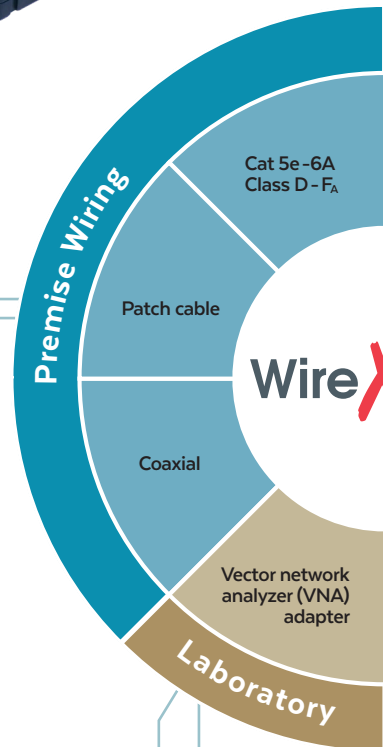 Premise Wiring
Cat 5e-6A
Class D-FA
Patch cable
Wire
Coaxial
Vector network
analyzer (VNA)
adapter
Laboratory